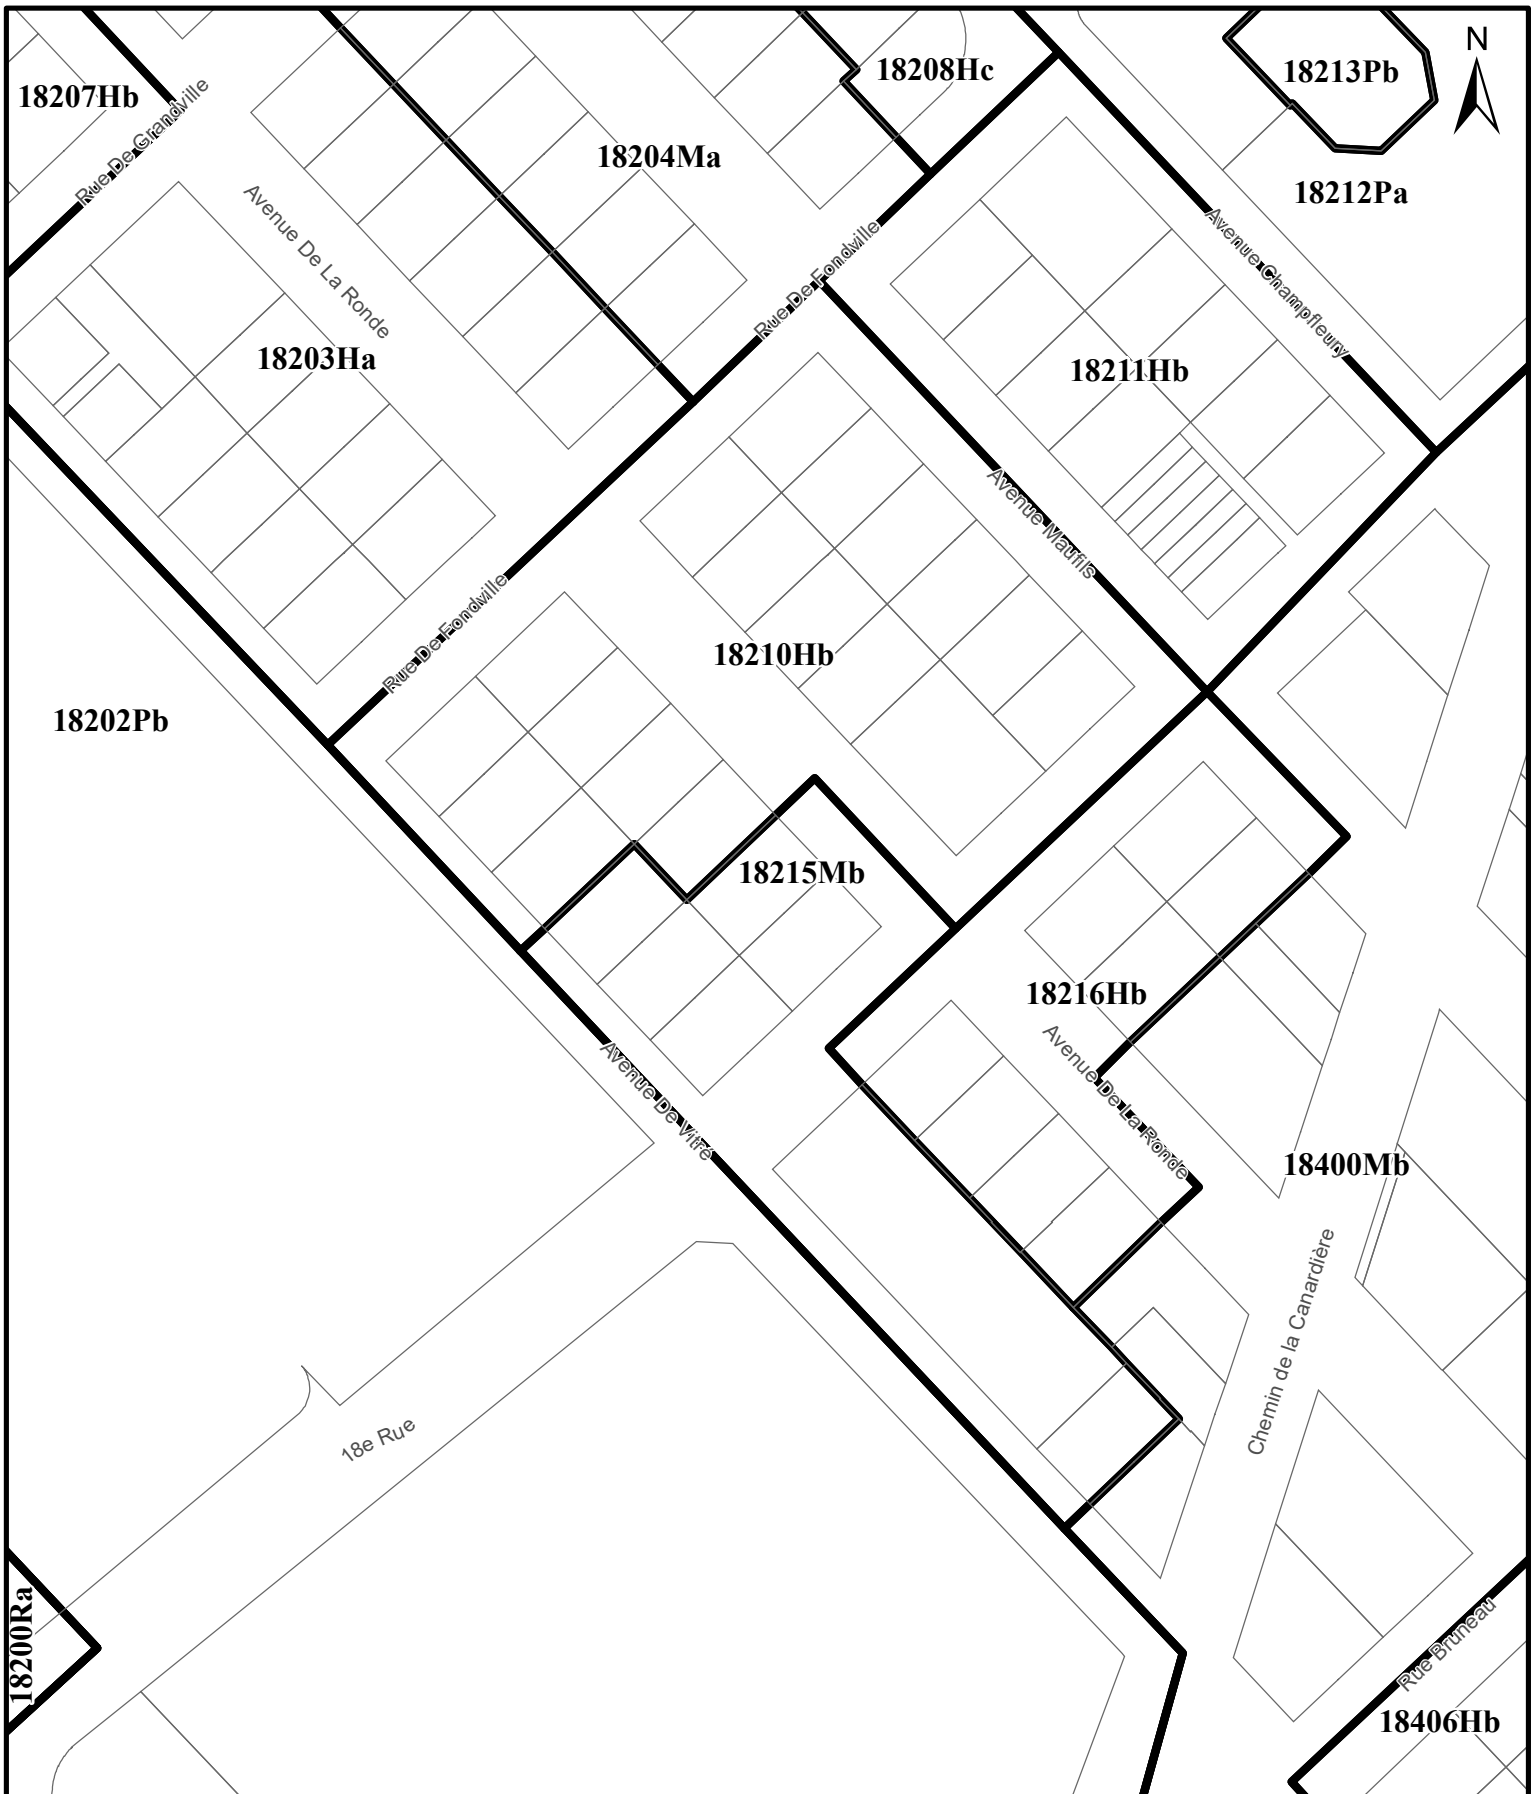 N
18208Hc
18213Pb
18207Hb
Rue De Grandville
18204Ma
18212Pa
Avenue De La Ronde
Rue De Fondville
Avenue Champfleury
18203Ha
18211Hb
Avenue Maufils
Rue De Fondville
18210Hb
18202Pb
18215Mb
18216Hb
Avenue De La Ronde
Avenue De Vitré
18400Mb
Chemin de la Canardière
18e Rue
18200Ra
Rue Bruneau
18406Hb